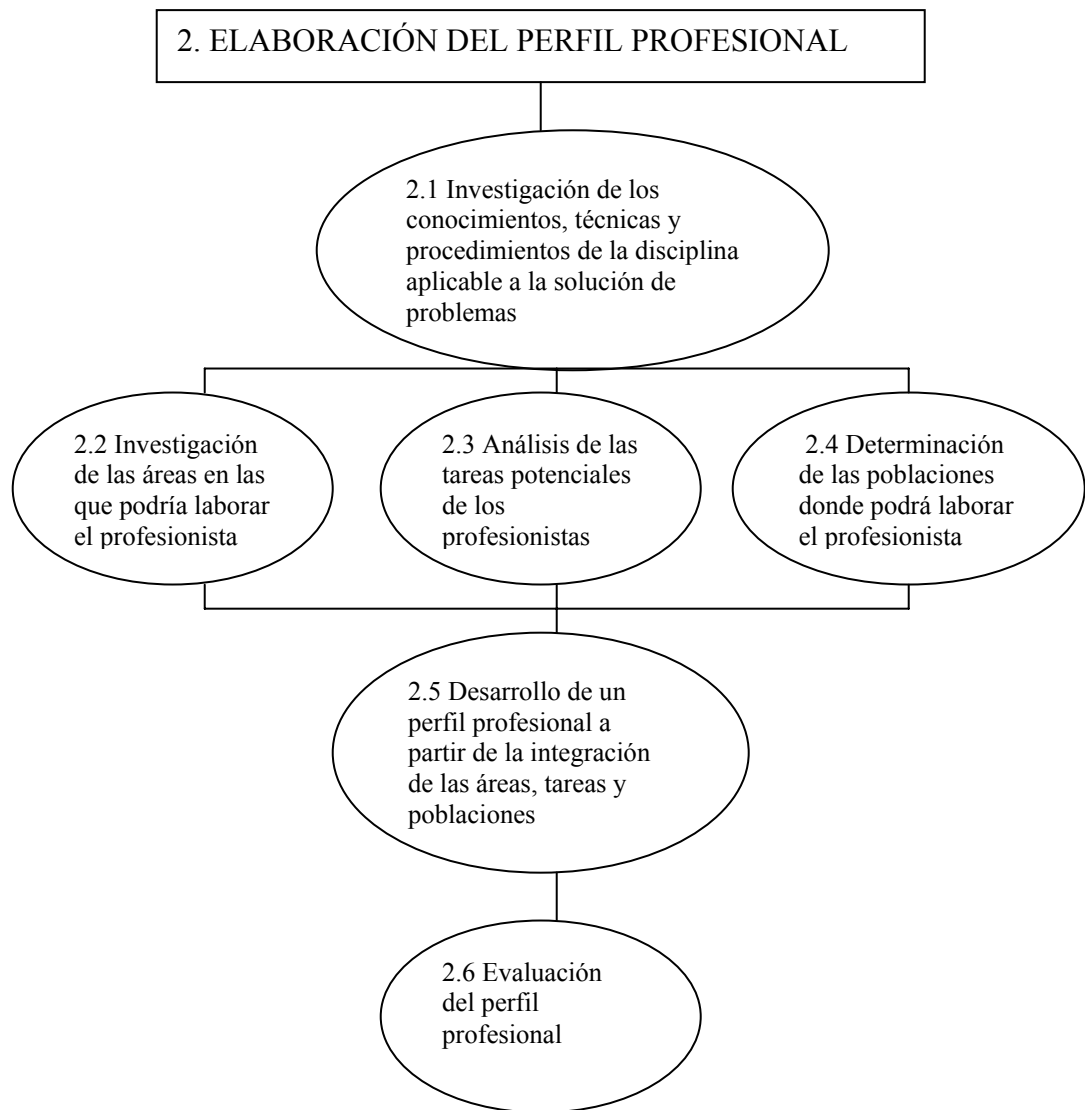 2. ELABORACIÓN DEL PERFIL PROFESIONAL
2.1 Investigación de los
conocimientos, técnicas y
procedimientos de la disciplina
aplicable a la solución de
problemas
2.2 Investigación
de las áreas en las
que podría laborar
el profesionista
2.3 Análisis de las
tareas potenciales
de los
profesionistas
2.4 Determinación
de las poblaciones
donde podrá laborar
el profesionista
2.5 Desarrollo de un
perfil profesional a
partir de la integración
de las áreas, tareas y
poblaciones
2.6 Evaluación
del perfil
profesional